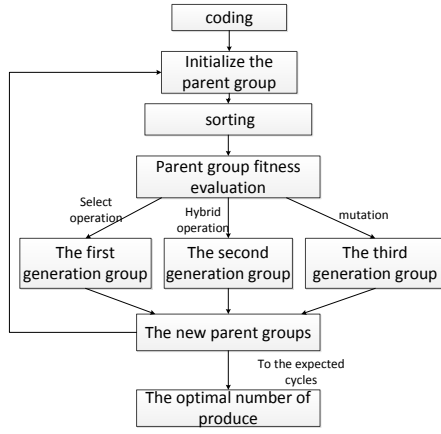 coding
Initialize the
parent group
sorting
Parent group fitness
evaluation
Select
operation
Hybrid
operation
mutation
The first
generation group
The second
generation group
The third
generation group
The new parent groups
To the expected
cycles
The optimal number of
produce